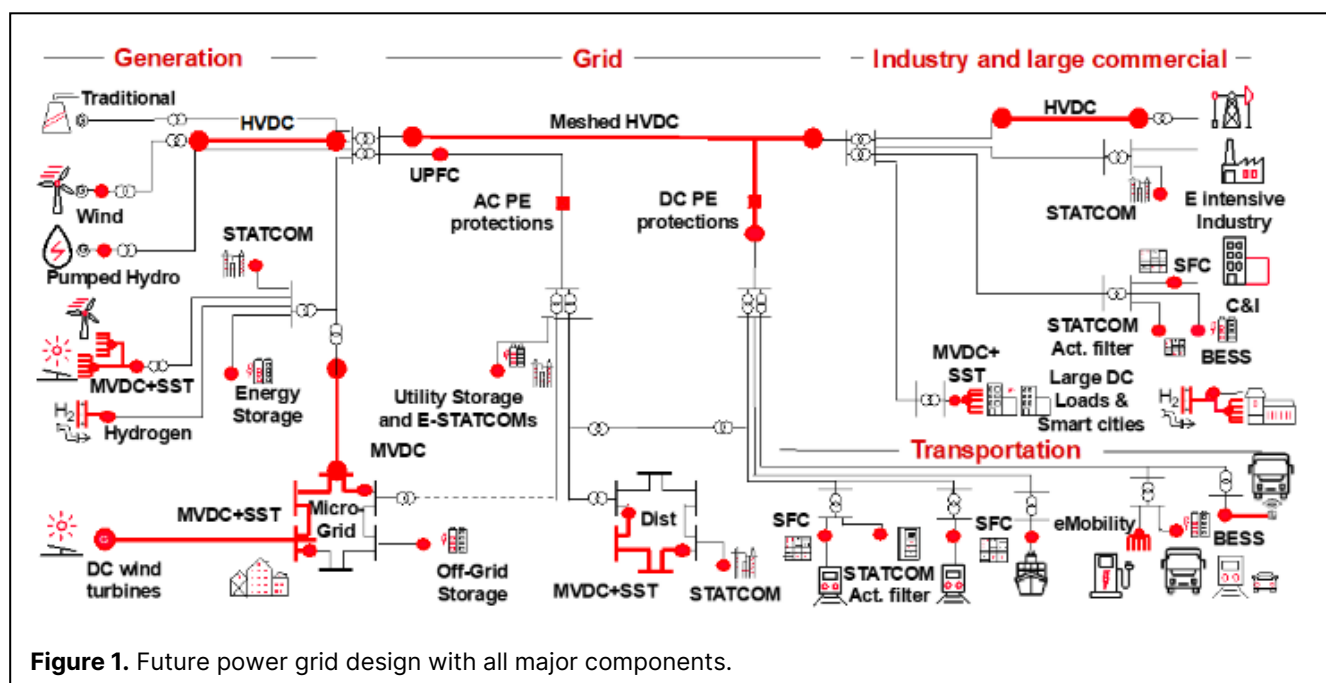 Generation
Grid
Industry and large commercial
Traditional
G
HVDC
Meshed HVDC
HVDC
UPFC
G
Wind
AC PE
protections
DC PE
protections
STATCOM
E intensive
Industry
G
Pumped Hydro
STATCOM
SFC
C&I
MVDC+SST
Energy
Storage
Utility Storage
and E-STATCOMs
MVDC+
SST
STATCOM
Act. filter
BESS
Large DC
Loads &
Smart cities
H2
Hydrogen
H2
MVDC
Transportation
MVDC+SST
Micro-
Grid
Dist
SFC
SFC
eMobility
BESS
G
DC wind
turbines
Off-Grid
Storage
MVDC+SST
STATCOM
STATCOM
Act. filter
Figure 1. Future power grid design with all major components.